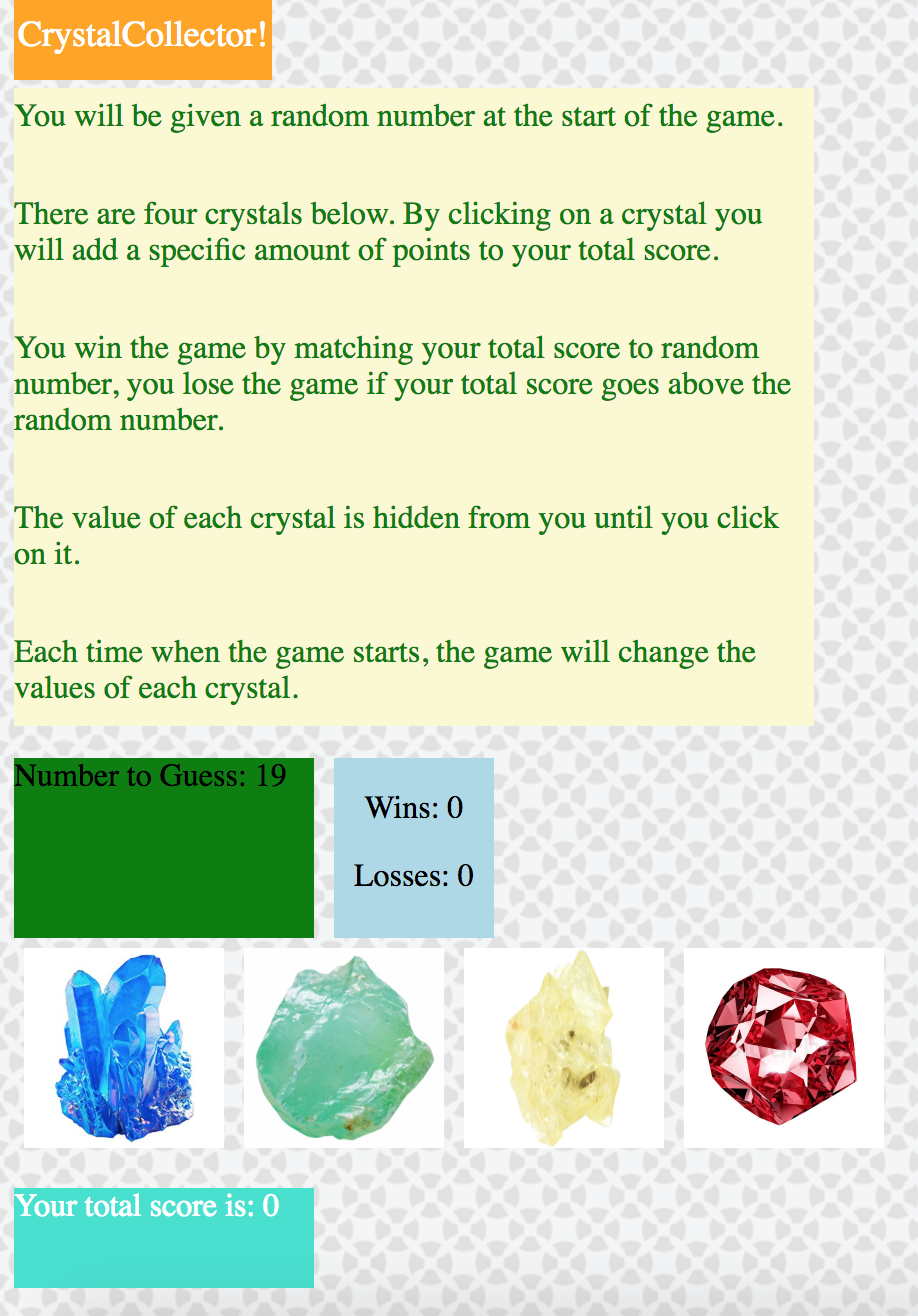 CrystalCollector!
You will be given a random number at the start of the game.
There are four crystals below. By clicking on a crystal you
will add a specific amount of points to your total score.
You win the game by matching your total score to random
number, you lose the game if your total score goes above the
random number.
The value of each crystal is hidden from you until you click
on it.
Each time when the game starts, the game will change the
values of each crystal.
Number to Guess: 19
Wins: 0
Losses: 0
Your total score is: 0